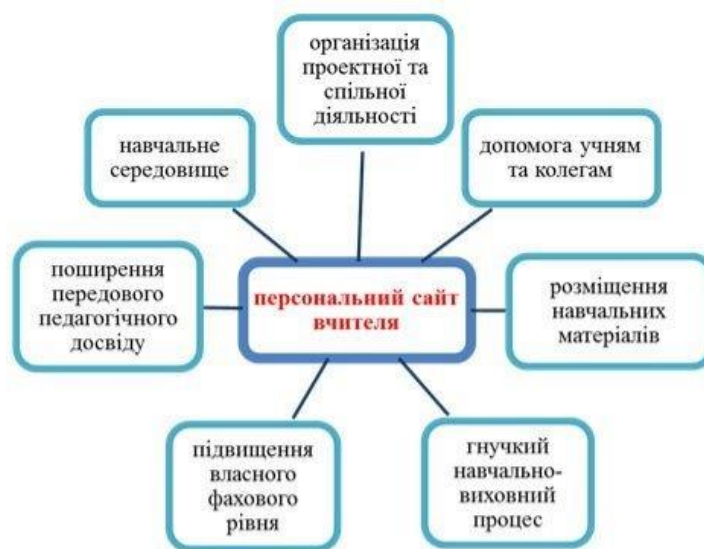 організація
проектної та
спільної
діяльності
навчальне
середовище
допомога учням
та колегам
поширення
передового
педагогічного
досвіду
персональний сайт
вчителя
розміщення
навчальних
матеріалів
підвищення
власного
фахового
рівня
гнучкий
навчально-
виховний
процес